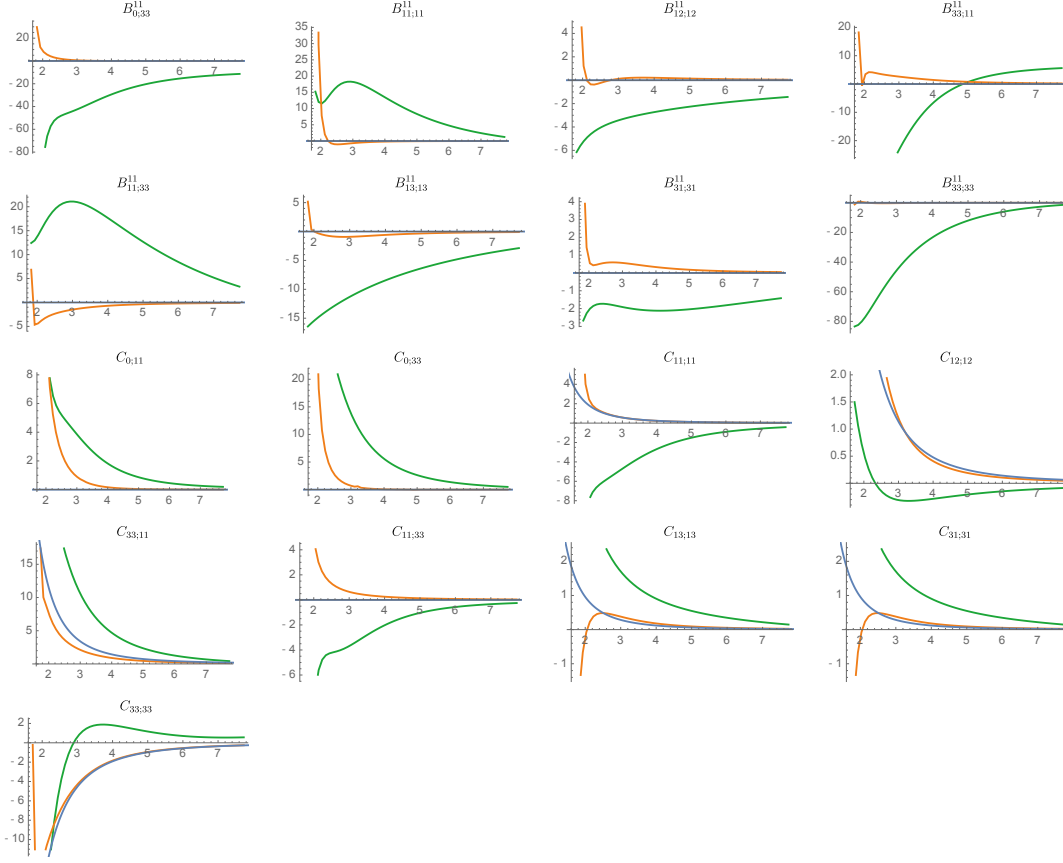 B^{11}_{0;33}
20
-20
-40
-60
-80
2 3 4 5 6 7
B^{11}_{11;11}
35
30
25
20
15
10
5
2 3 4 5 6 7
B^{11}_{12;12}
4
2
-2
-4
-6
2 3 4 5 6 7
B^{11}_{33;11}
20
10
-10
-20
2 3 4 5 6 7
B^{11}_{11;33}
20
15
10
5
-5
2 3 4 5 6 7
B^{11}_{13;13}
5
-5
-10
-15
2 3 4 5 6 7
B^{11}_{31;31}
4
3
2
1
-1
-2
-3
2 3 4 5 6 7
B^{11}_{33;33}
-20
-40
-60
-80
2 3 4 5 6 7
C_{0;11}
8
6
4
2
2 3 4 5 6 7
C_{0;33}
20
15
10
5
2 3 4 5 6 7
C_{11;11}
4
2
-2
-4
-6
-8
2 3 4 5 6 7
C_{12;12}
2.0
1.5
1.0
0.5
2 3 4 5 6 7
C_{33;11}
15
10
5
2 3 4 5 6 7
C_{11;33}
4
2
-2
-4
-6
2 3 4 5 6 7
C_{13;13}
2
1
-1
2 3 4 5 6 7
C_{31;31}
2
1
-1
2 3 4 5 6 7
C_{33;33}
2
-2
-4
-6
-8
-10
2 3 4 5 6 7